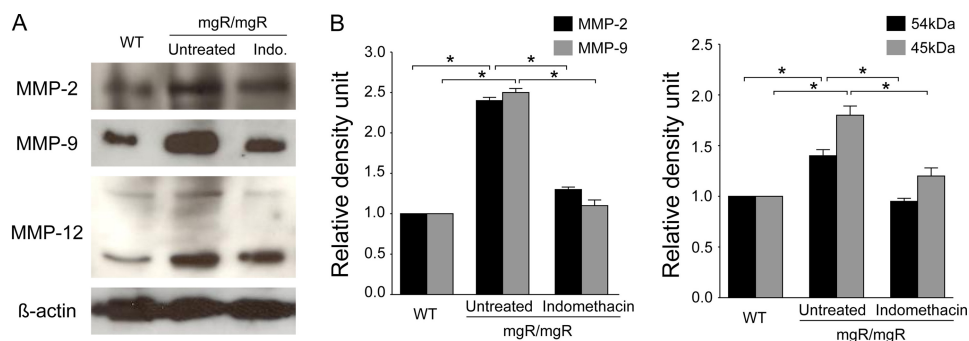 A
mgR/mgR
WT
Untreated
Indo.
MMP-2
MMP-9
MMP-12
ß-actin
B
MMP-2
MMP-9
Relative density unit
3.0
2.5
2.0
1.5
1.0
0.5
0.0
* *
* *
WT
Untreated
Indomethacin
mgR/mgR
54kDa
45kDa
Relative density unit
2.5
2.0
1.5
1.0
0.5
0.0
* *
* *
WT
Untreated
Indomethacin
mgR/mgR